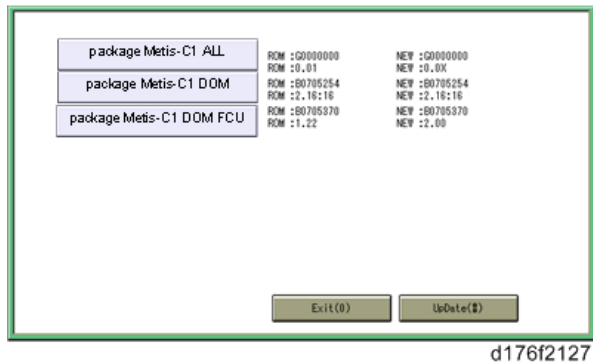 package Metis-C1 ALL ROM :G0000000 NEW :G0000000
ROM :0.01 NEW :0.0X
package Metis-C1 DOM ROM :B0705254 NEW :B0705254
ROM :2.16:16 NEW :2.16:16
package Metis-C1 DOM FCU ROM :B0705370 NEW :B0705370
ROM :1.22 NEW :2.00
Exit(0) UpDate(#)
d176f2127